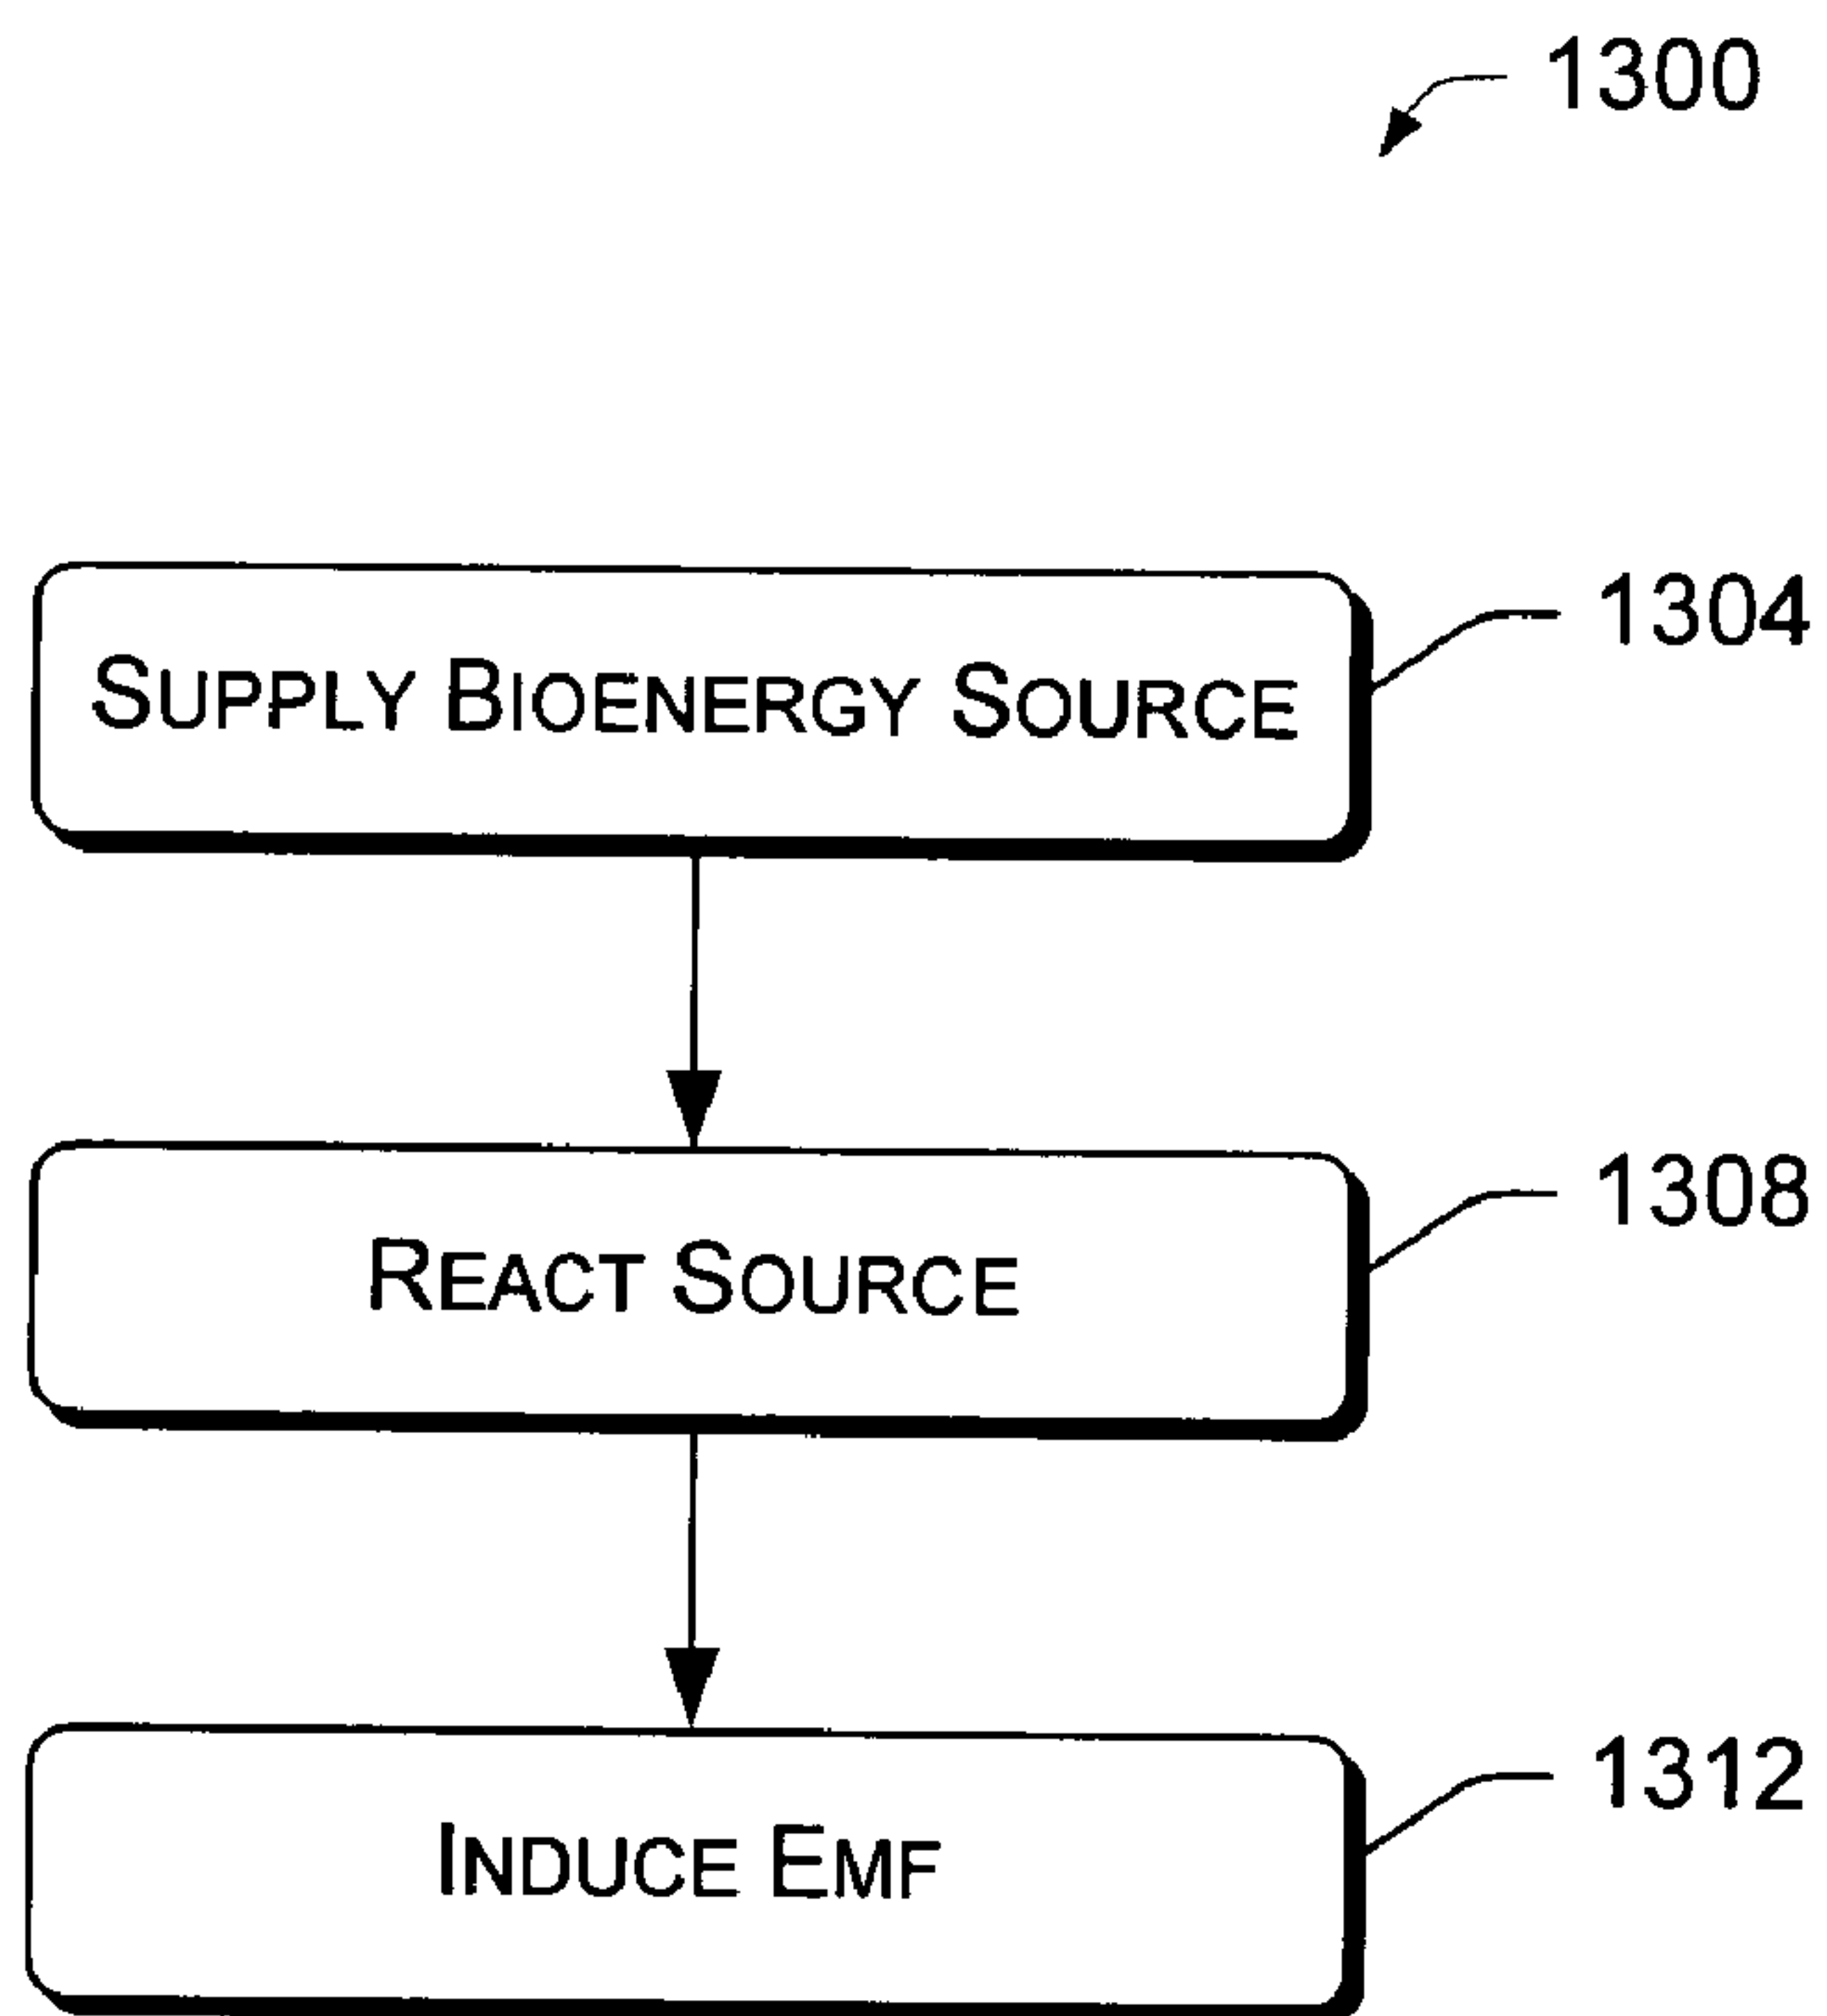 1300
1304
SUPPLY BIOENERGY SOURCE
1308
REACT SOURCE
1312
INDUCE EMF